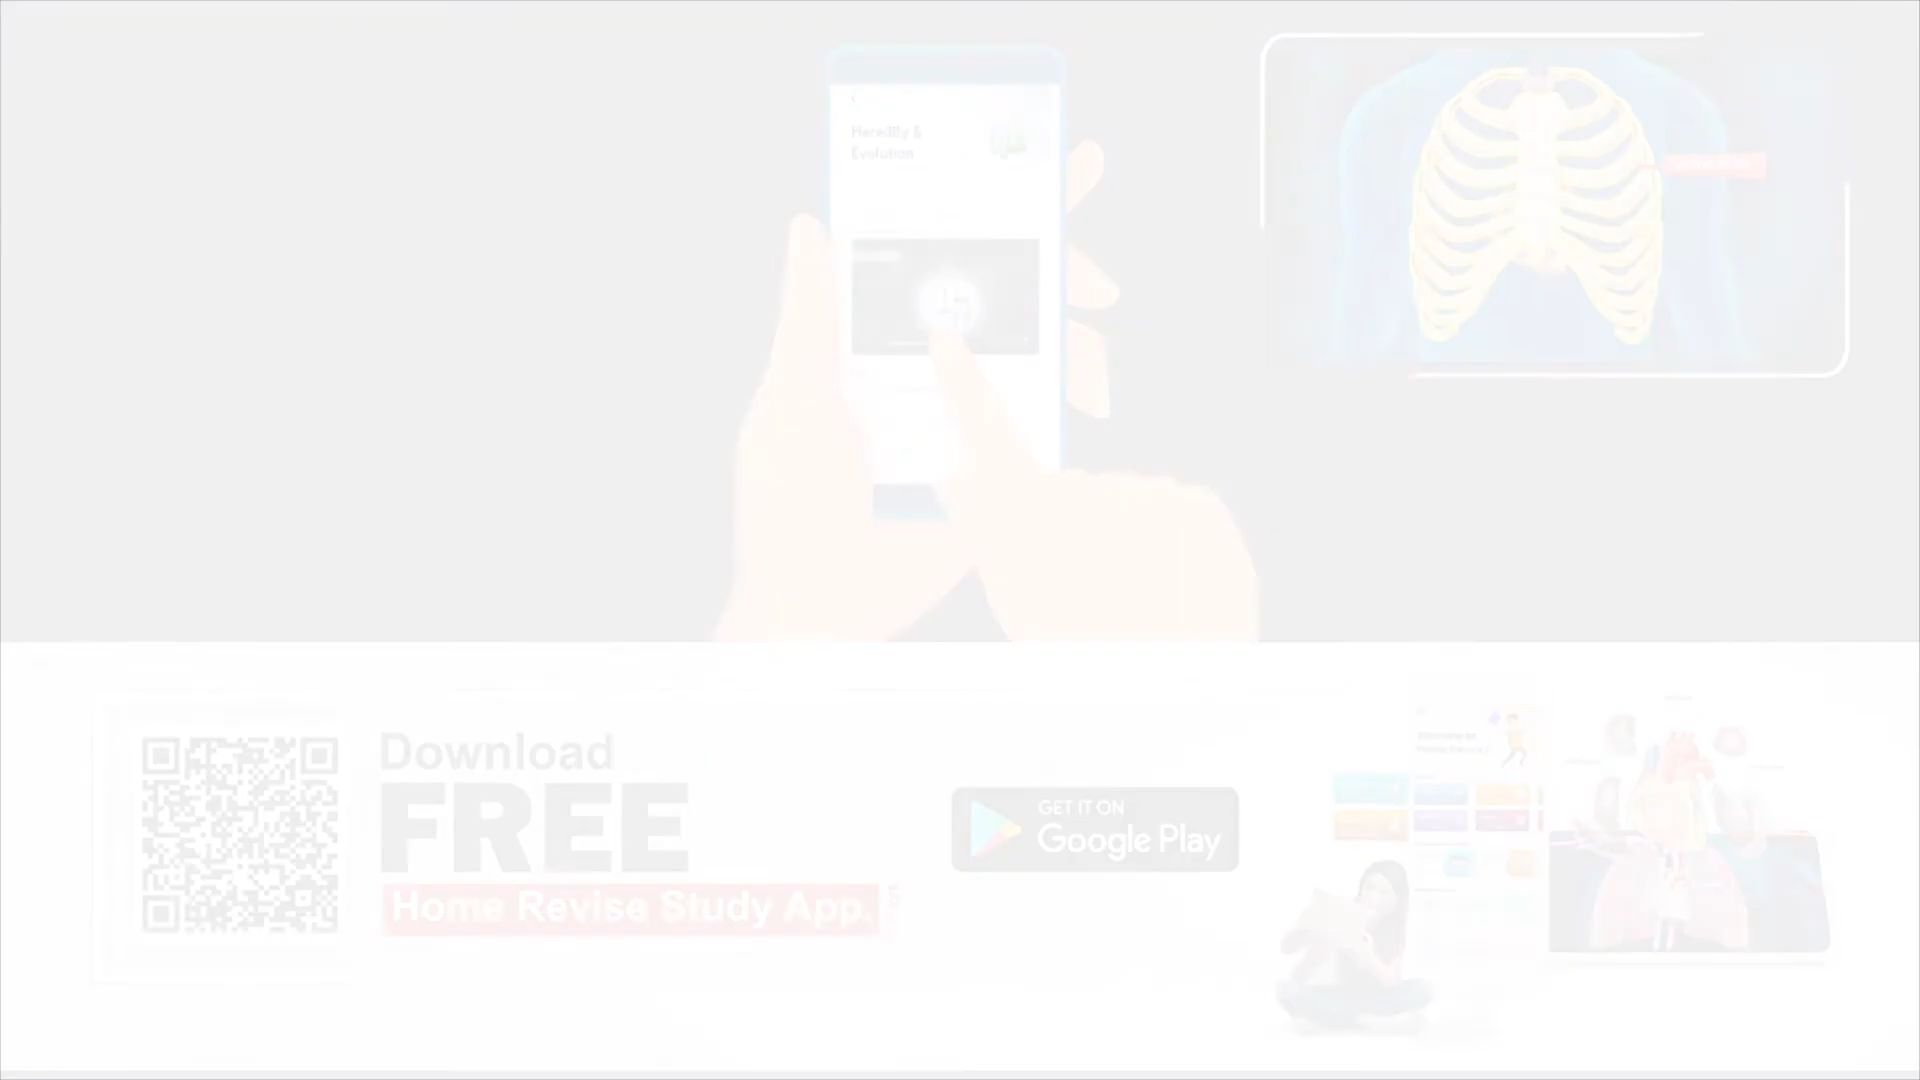 Heredity &
Evolution
Download
FREE
Home Revise Study App.
GET IT ON
Google Play